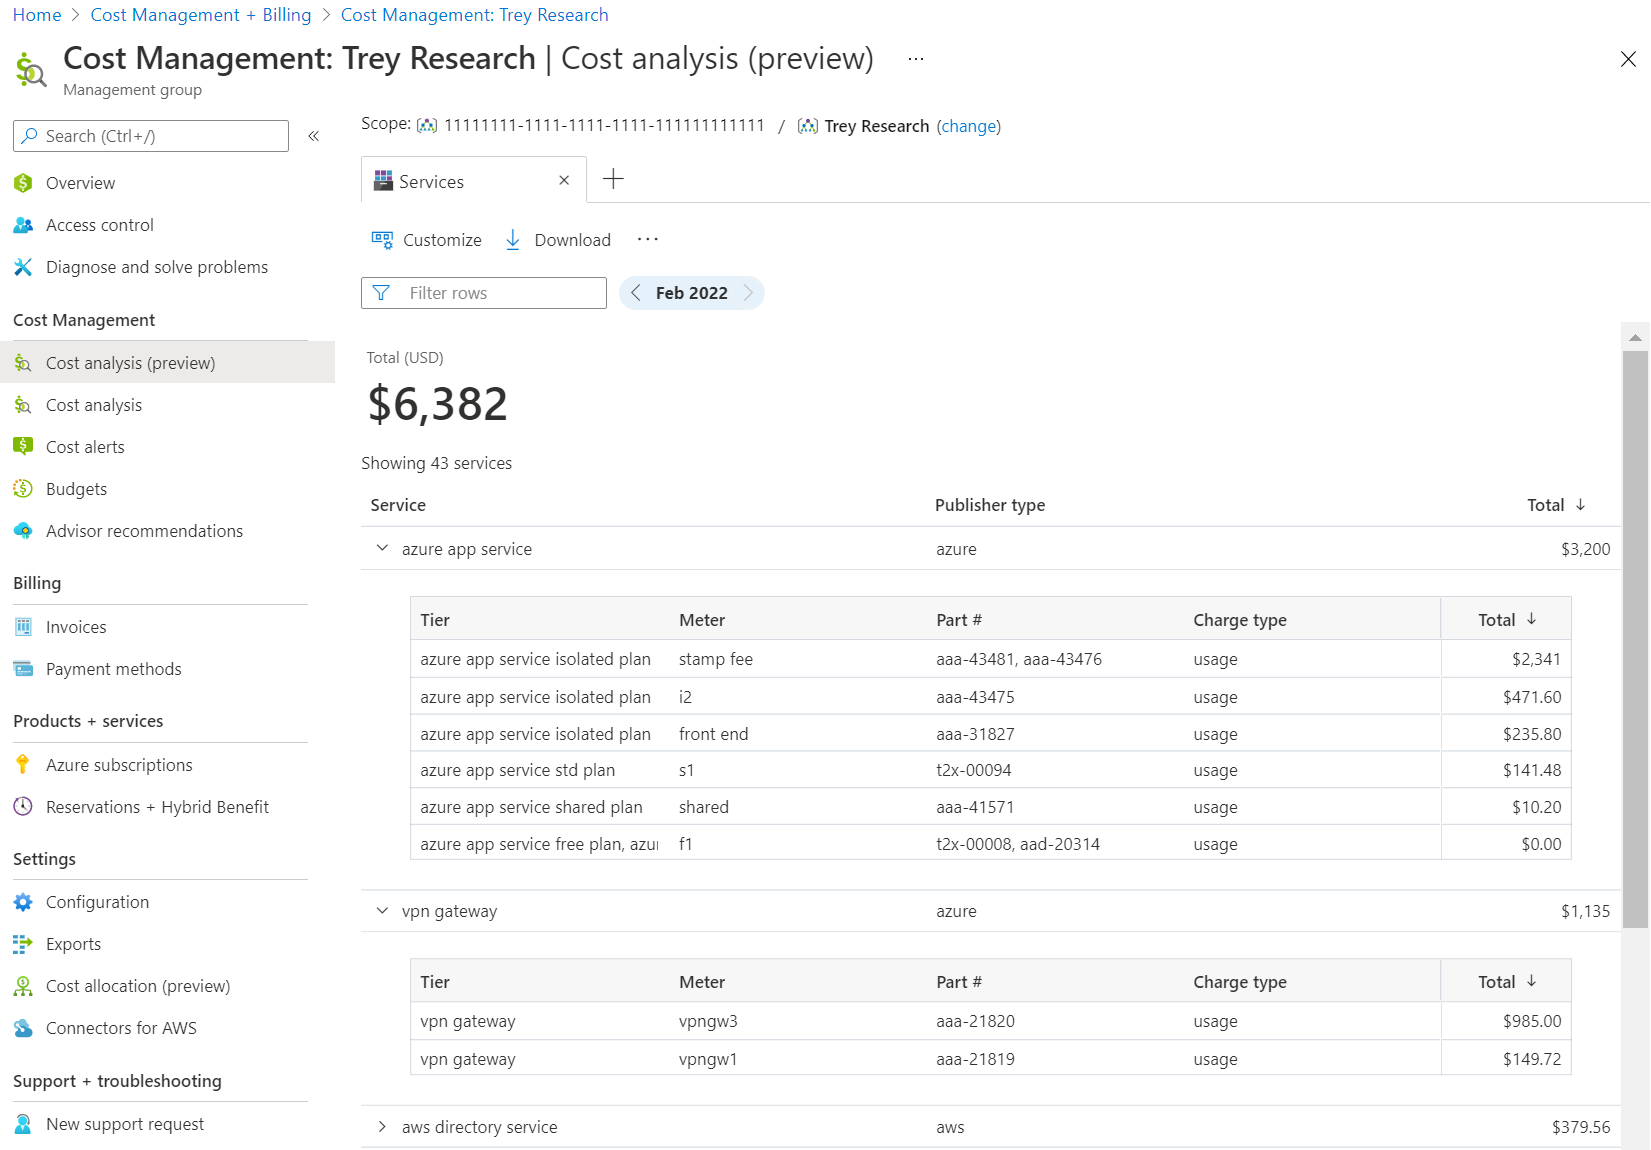 Home > Cost Management + Billing > Cost Management: Trey Research
Cost Management: Trey Research | Cost analysis (preview) ···
Management group
Search (Ctrl+/) «
Overview
Access control
Diagnose and solve problems
Cost Management
Cost analysis (preview)
Cost analysis
Cost alerts
Budgets
Advisor recommendations
Billing
Invoices
Payment methods
Products + services
Azure subscriptions
Reservations + Hybrid Benefit
Settings
Configuration
Exports
Cost allocation (preview)
Connectors for AWS
Support + troubleshooting
New support request
Scope: 11111111-1111-1111-1111-111111111111 / Trey Research (change)
Services
Customize Download ···
Filter rows < Feb 2022 >
Total (USD)
$6,382
Showing 43 services
Service Publisher type Total ↓
azure app service azure $3,200
Tier Meter Part # Charge type Total ↓
azure app service isolated plan stamp fee aaa-43481, aaa-43476 usage $2,341
azure app service isolated plan i2 aaa-43475 usage $471.60
azure app service isolated plan front end aaa-31827 usage $235.80
azure app service std plan s1 t2x-00094 usage $141.48
azure app service shared plan shared aaa-41571 usage $10.20
azure app service free plan, f1 t2x-00008, aad-20314 usage $0.00
vpn gateway azure $1,135
Tier Meter Part # Charge type Total ↓
vpn gateway vpngw3 aaa-21820 usage $985.00
vpn gateway vpngw1 aaa-21819 usage $149.72
aws directory service aws $379.56